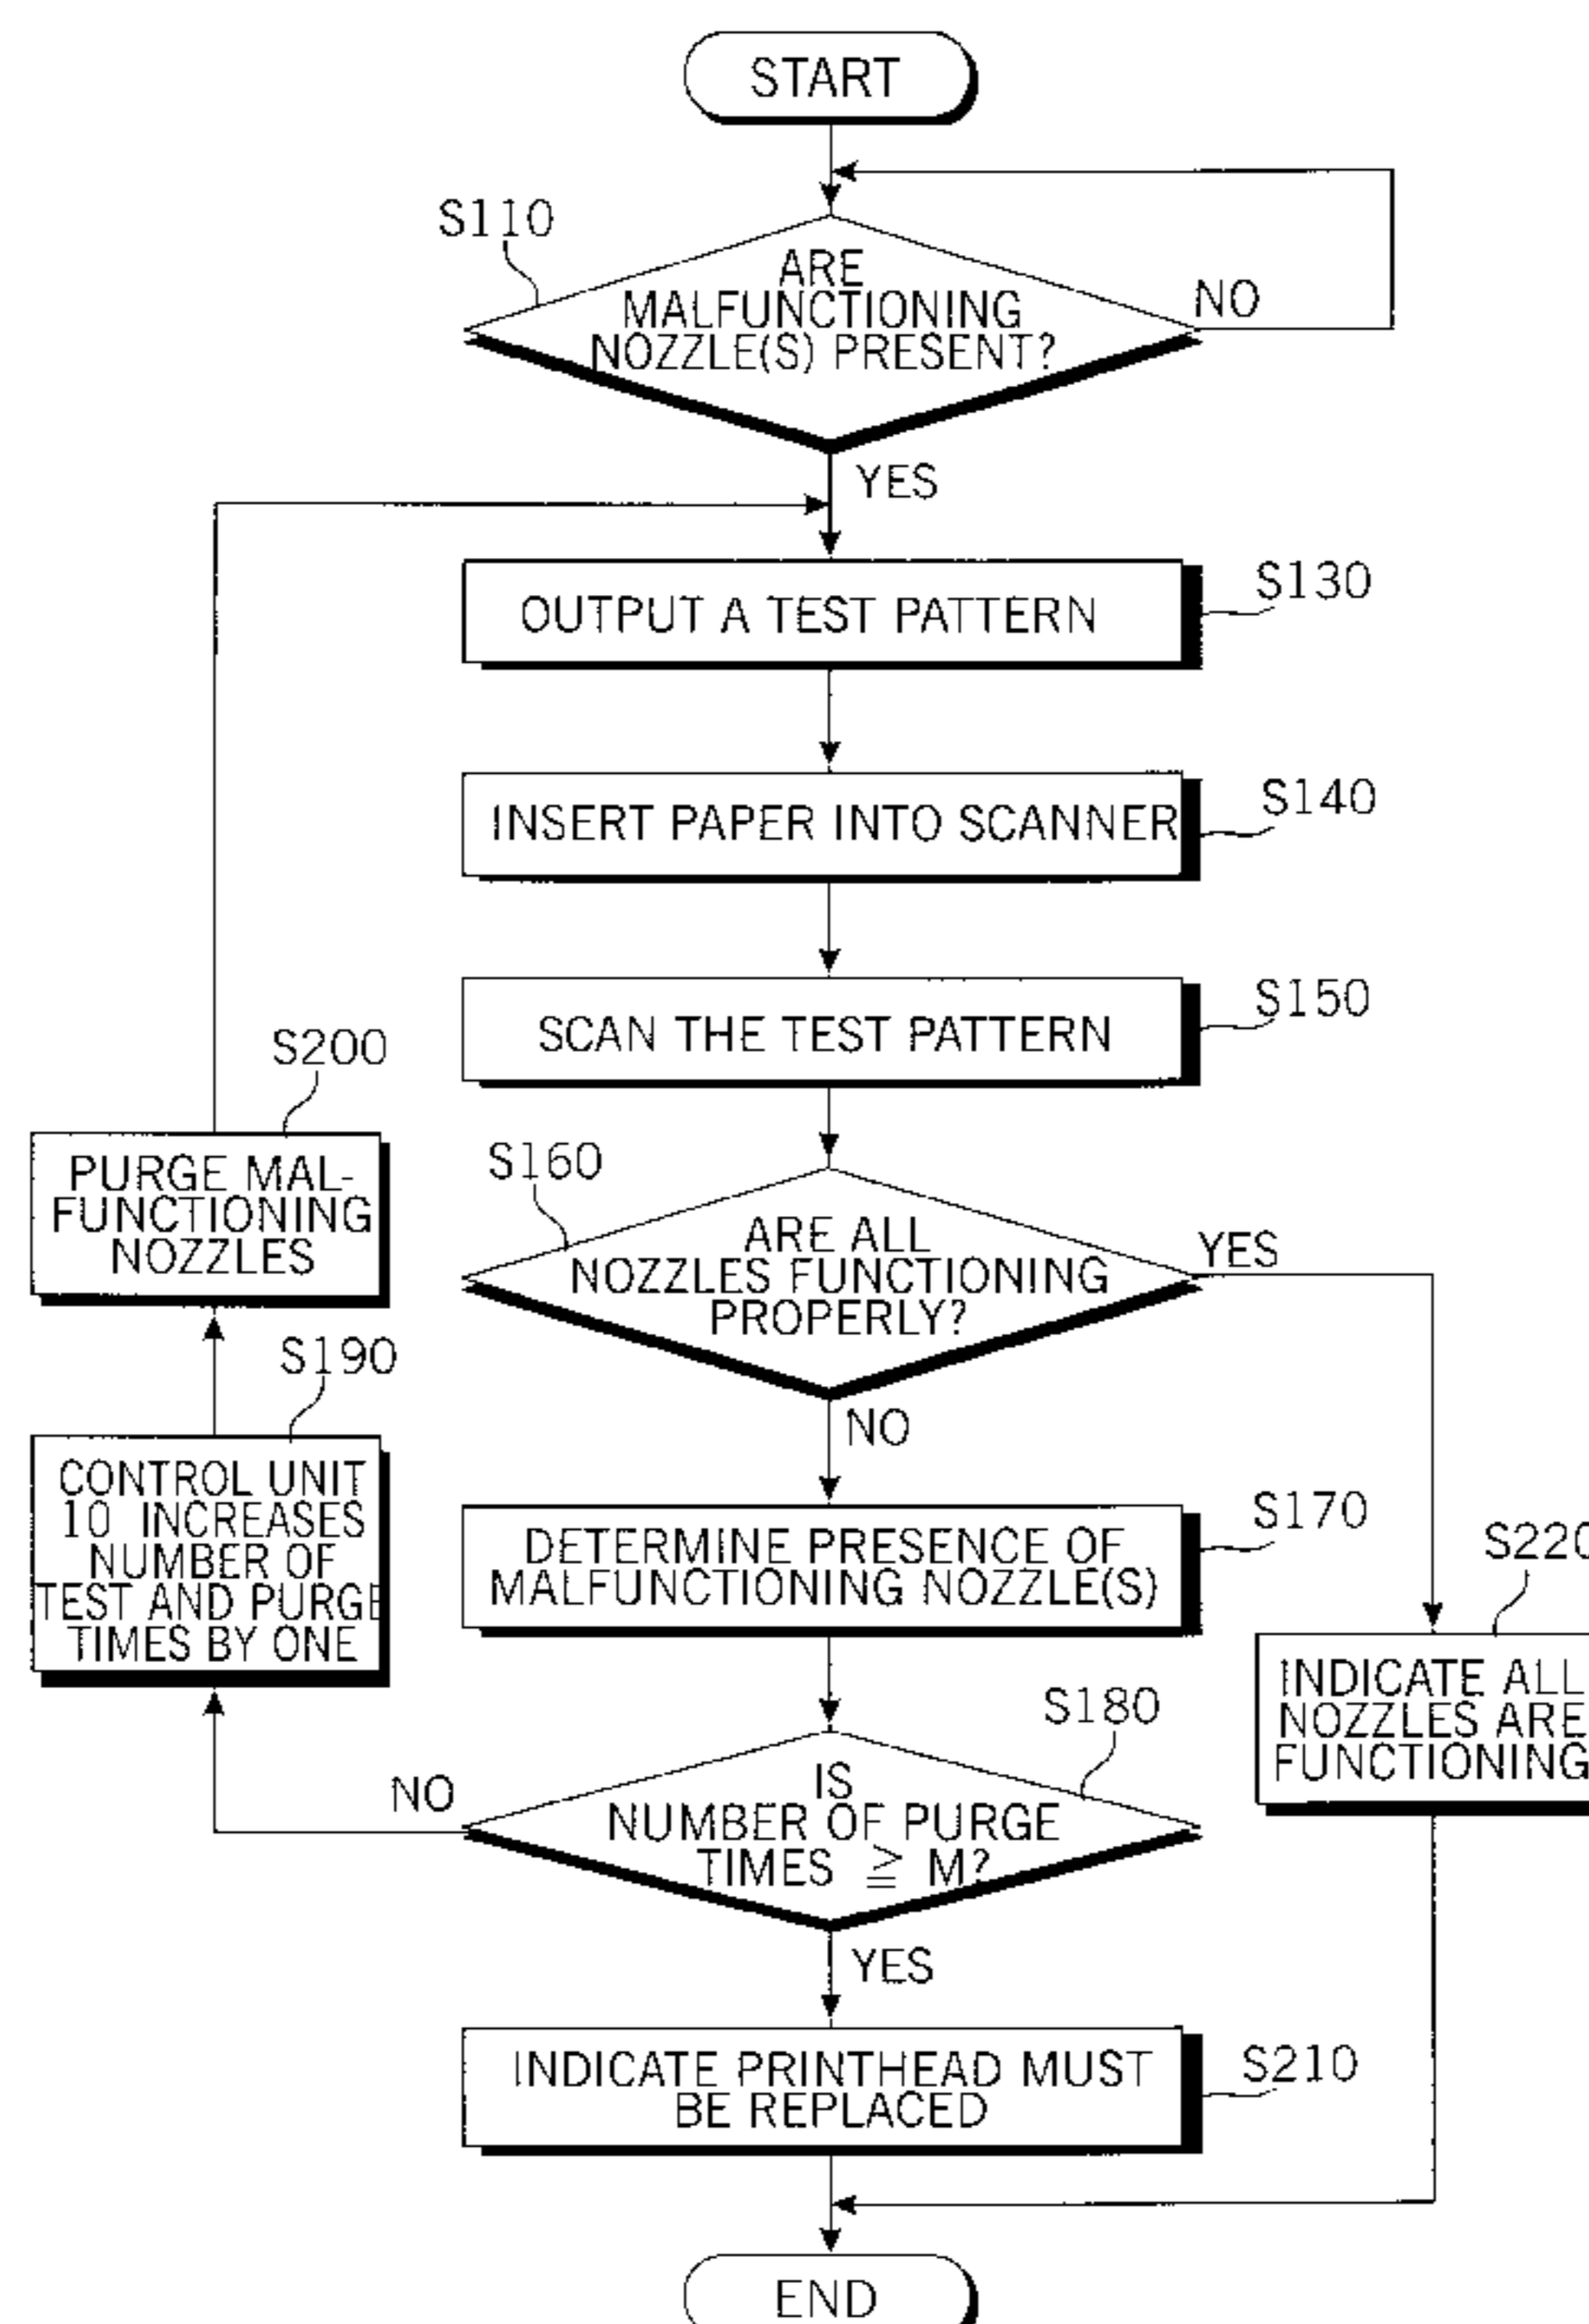 START
S110
ARE
MALFUNCTIONING
NOZZLE(S) PRESENT?
NO
YES
OUTPUT A TEST PATTERN
S130
INSERT PAPER INTO SCANNER
S140
SCAN THE TEST PATTERN
S150
S200
PURGE MAL-
FUNCTIONING
NOZZLES
S160
ARE ALL
NOZZLES FUNCTIONING
PROPERLY?
YES
NO
S190
CONTROL UNIT
10 INCREASES
NUMBER OF
TEST AND PURGE
TIMES BY ONE
DETERMINE PRESENCE OF
MALFUNCTIONING NOZZLE(S)
S170
S220
INDICATE ALL
NOZZLES ARE
FUNCTIONING
S180
IS
NUMBER OF PURGE
TIMES ≧ M?
NO
YES
INDICATE PRINTHEAD MUST
BE REPLACED
S210
END